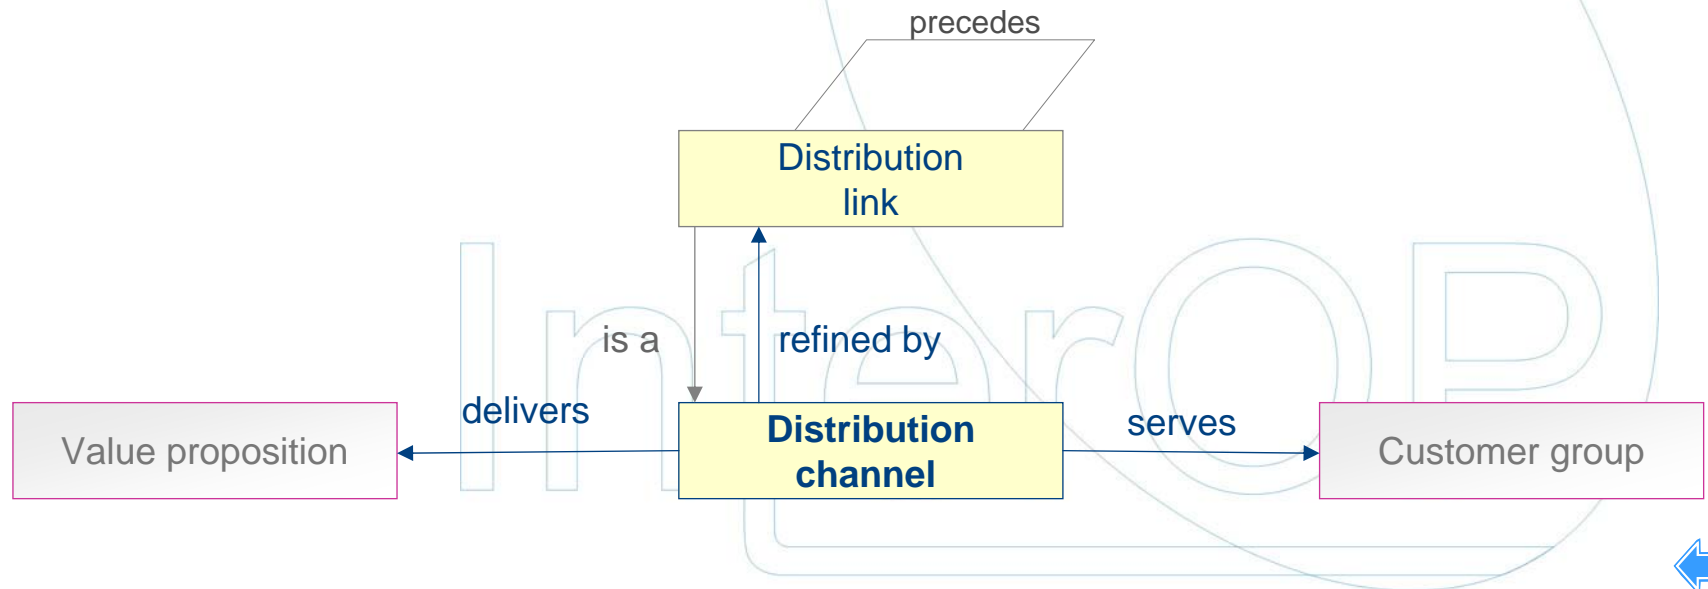 precedes
Distribution
link
is a
refined by
delivers
serves
Value proposition
Distribution
channel
Customer group
InterOP